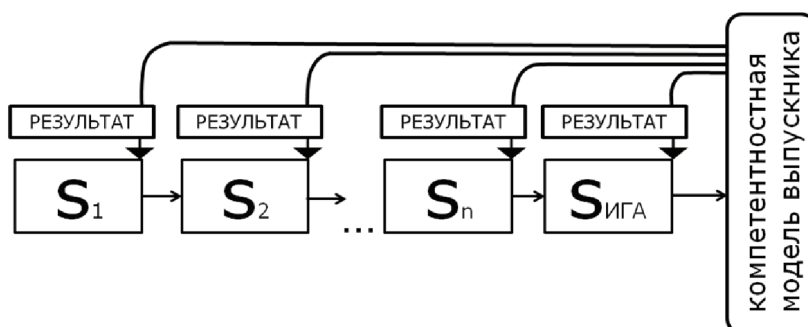 РЕЗУЛЬТАТ РЕЗУЛЬТАТ РЕЗУЛЬТАТ РЕЗУЛЬТАТ
S1 S2 ... Sn SИГА
компетентностная
модель выпускника